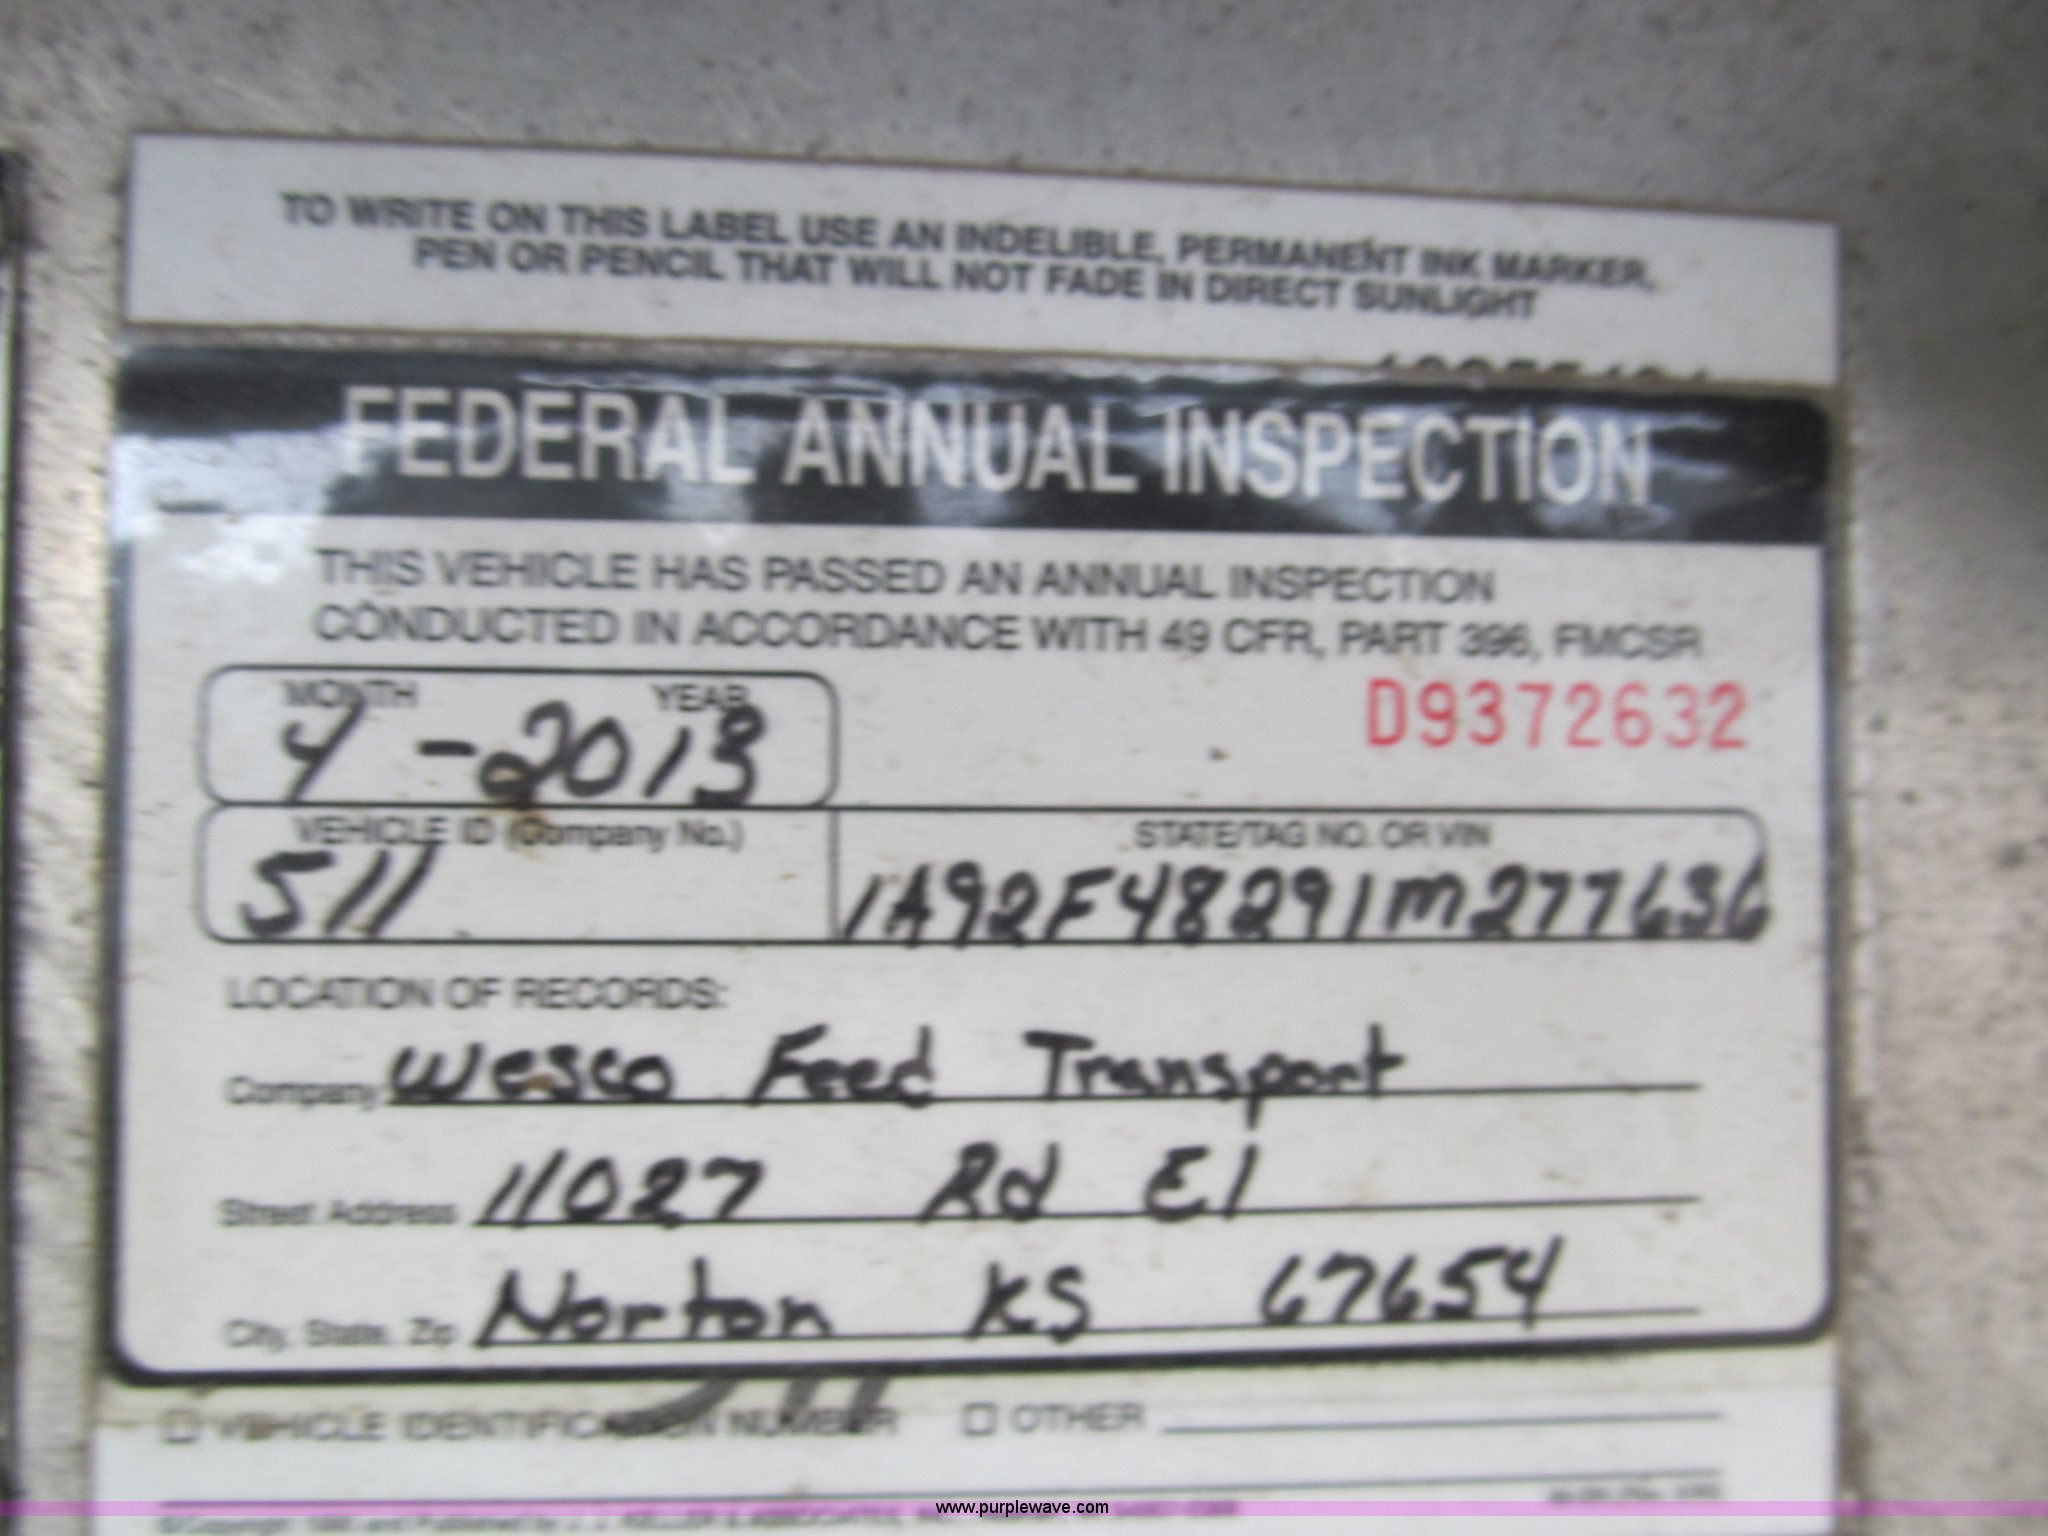 TO WRITE ON THIS LABEL USE AN INDELIBLE, PERMANENT INK MARKER,
PEN OR PENCIL THAT WILL NOT FADE IN DIRECT SUNLIGHT
FEDERAL ANNUAL INSPECTION
THIS VEHICLE HAS PASSED AN ANNUAL INSPECTION
CONDUCTED IN ACCORDANCE WITH 49 CFR, PART 396, FMCSR
MONTH YEAR
4 - 2013
D9372632
VEHICLE ID (Company No.) STATE/TAG NO. OR VIN
511 1A92F48291M277636
LOCATION OF RECORDS:
Company Wesco Feed Transport
Street Address 11027 Rd E1
City, State, Zip Norton KS 67654
VEHICLE IDENTIFICATION NUMBER OTHER
www.purplewave.com